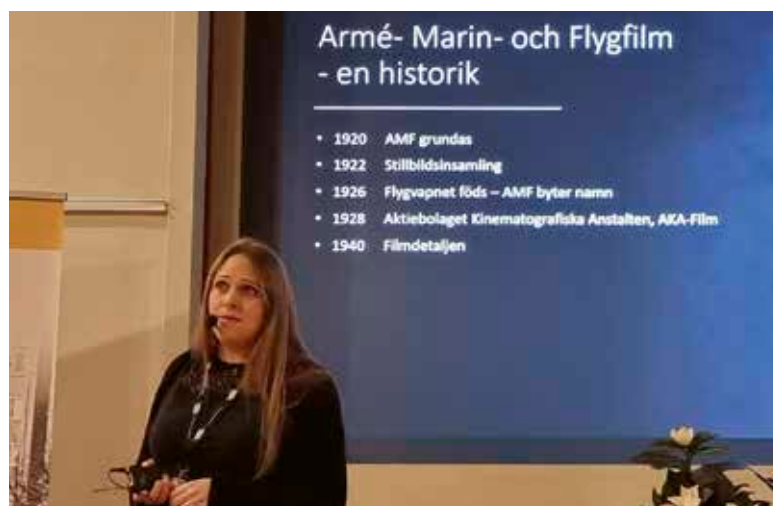 Armé- Marin- och Flygfilm
- en historik
• 1920 AMF grundas
• 1922 Stillbildsinsamling
• 1926 Flygvapnet föds – AMF byter namn
• 1928 Aktiebolaget Kinematografiska Anstalten, AKA-Film
• 1940 Filmdetaljen